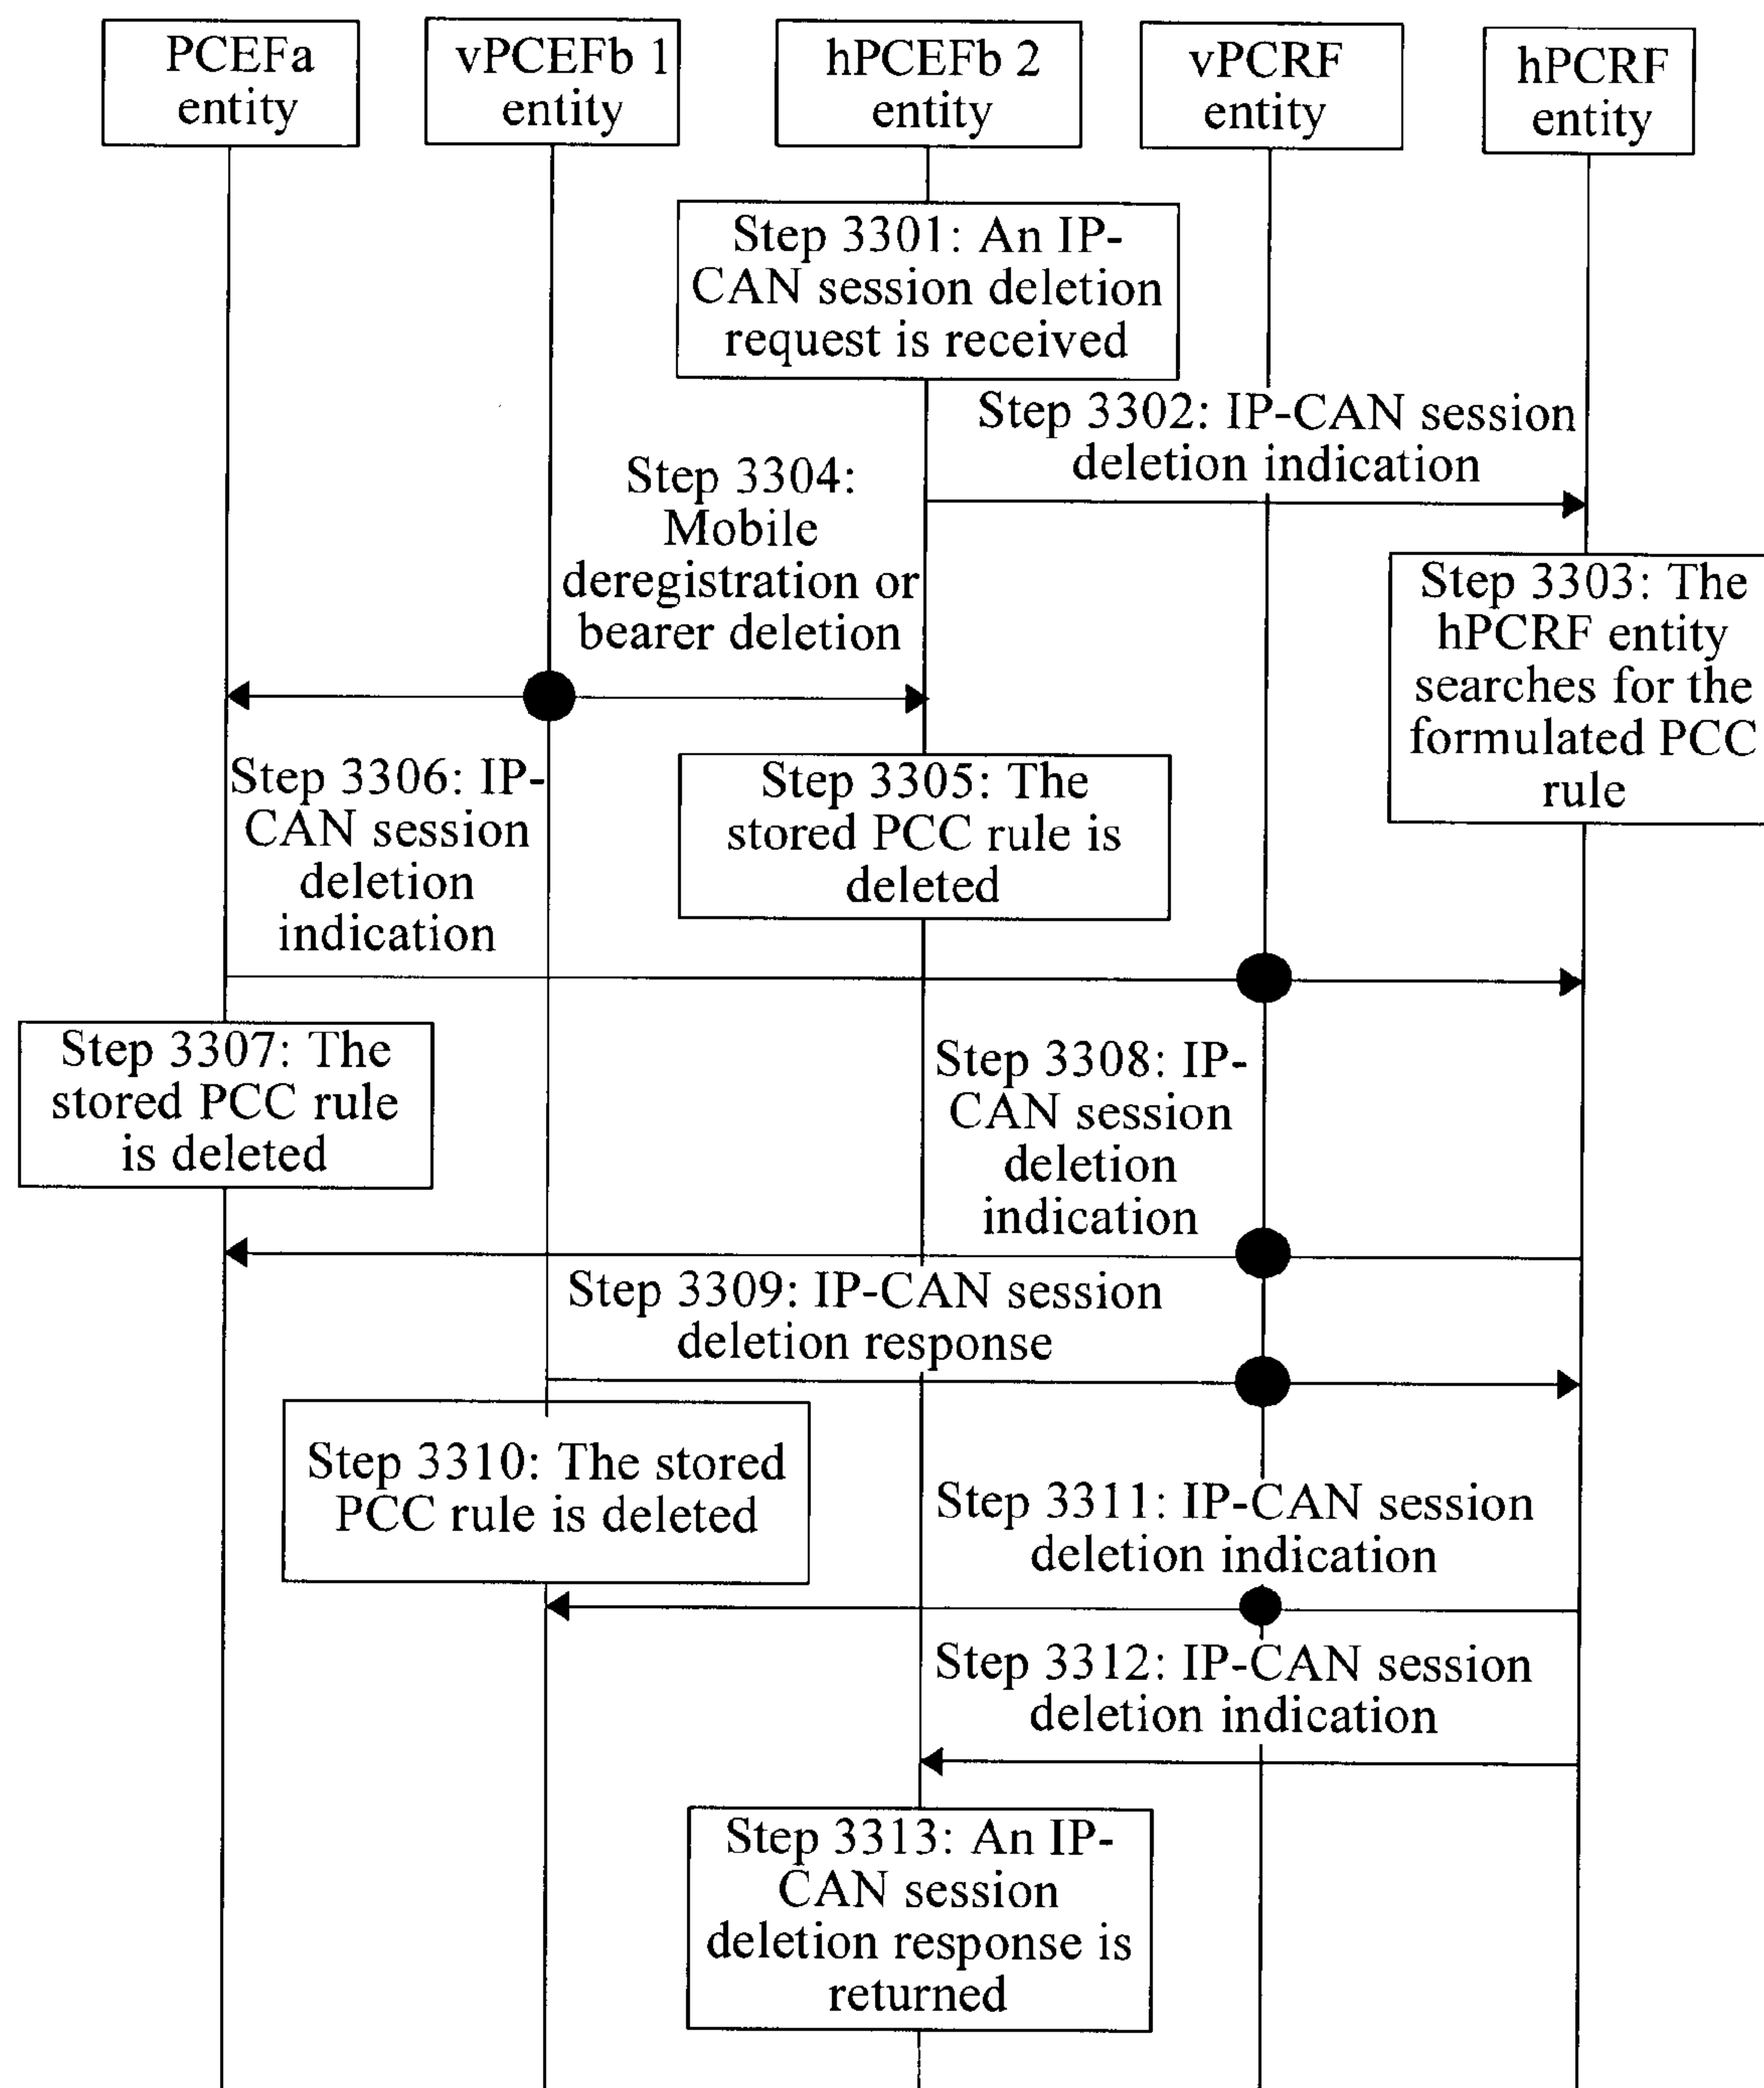 PCEFa
entity
vPCEFb 1
entity
hPCEFb 2
entity
vPCRF
entity
hPCRF
entity
Step 3301: An IP-
CAN session deletion
request is received
Step 3302: IP-CAN session
deletion indication
Step 3303: The
hPCRF entity
searches for the
formulated PCC
rule
Step 3304:
Mobile
deregistration or
bearer deletion
Step 3305: The
stored PCC rule is
deleted
Step 3306: IP-
CAN session
deletion
indication
Step 3307: The
stored PCC rule
is deleted
Step 3308: IP-
CAN session
deletion
indication
Step 3309: IP-CAN session
deletion response
Step 3310: The stored
PCC rule is deleted
Step 3311: IP-CAN session
deletion indication
Step 3312: IP-CAN session
deletion indication
Step 3313: An IP-
CAN session
deletion response is
returned